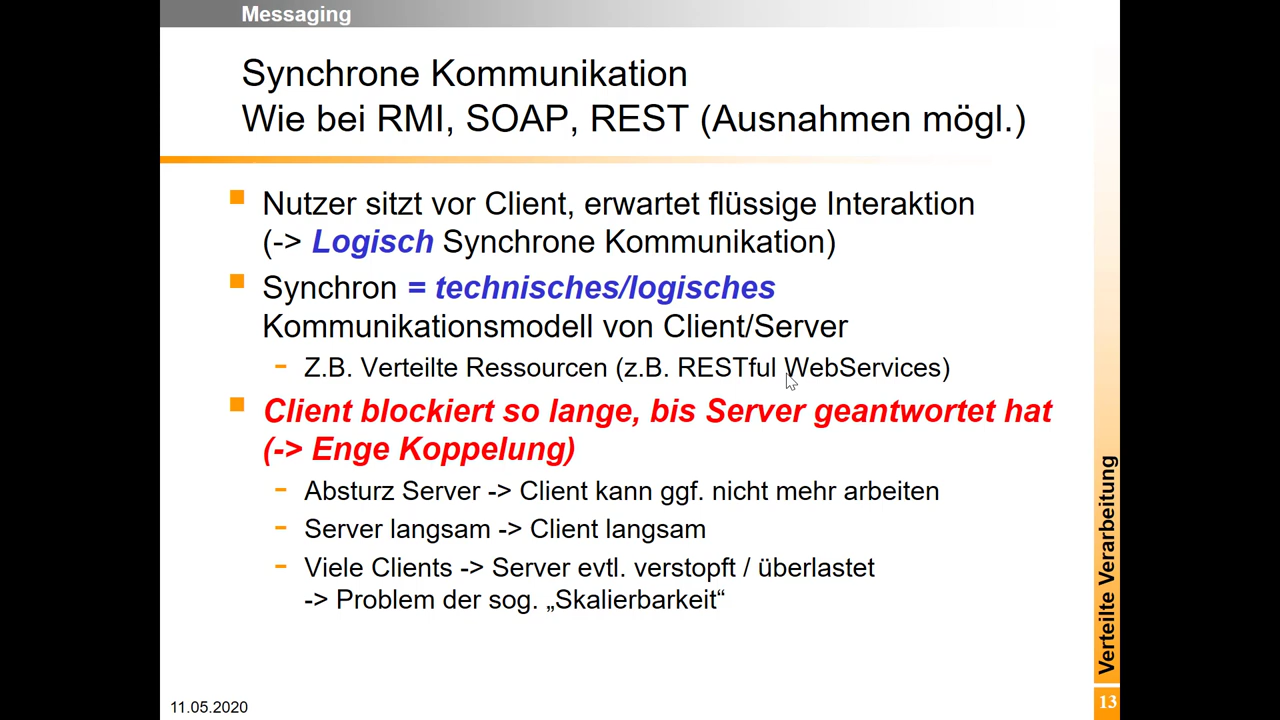 Messaging
Synchrone Kommunikation
Wie bei RMI, SOAP, REST (Ausnahmen mögl.)
Nutzer sitzt vor Client, erwartet flüssige Interaktion
(-> Logisch Synchrone Kommunikation)
Synchron = technisches/logisches
Kommunikationsmodell von Client/Server
- Z.B. Verteilte Ressourcen (z.B. RESTful WebServices)
Client blockiert so lange, bis Server geantwortet hat
(-> Enge Koppelung)
- Absturz Server -> Client kann ggf. nicht mehr arbeiten
- Server langsam -> Client langsam
- Viele Clients -> Server evtl. verstopft / überlastet
-> Problem der sog. „Skalierbarkeit“
Verteilte Verarbeitung
11.05.2020
13